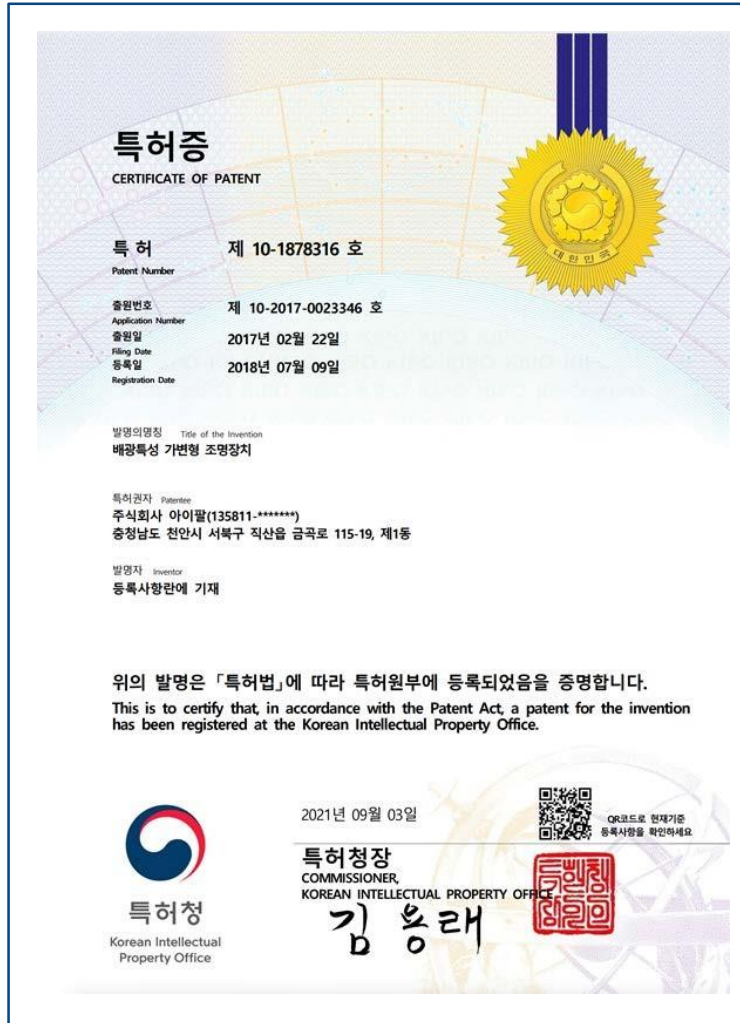 특허증
CERTIFICATE OF PATENT
대한민국
특허 제 10-1878316 호
Patent Number
출원번호 제 10-2017-0023346 호
Application Number
출원일 2017년 02월 22일
Filing Date
등록일 2018년 07월 09일
Registration Date
발명의명칭 Title of the Invention
배광특성 가변형 조명장치
특허권자 Patentee
주식회사 아이팔(135811-*******)
충청남도 천안시 서북구 직산읍 금곡로 115-19, 제1동
발명자 Inventor
등록사항란에 기재
위의 발명은 「특허법」에 따라 특허원부에 등록되었음을 증명합니다.
This is to certify that, in accordance with the Patent Act, a patent for the invention
has been registered at the Korean Intellectual Property Office.
2021년 09월 03일
QR코드로 현재기준
등록사항을 확인하세요
특허청장
COMMISSIONER,
KOREAN INTELLECTUAL PROPERTY OFFICE
김용래
특허청
Korean Intellectual
Property Office